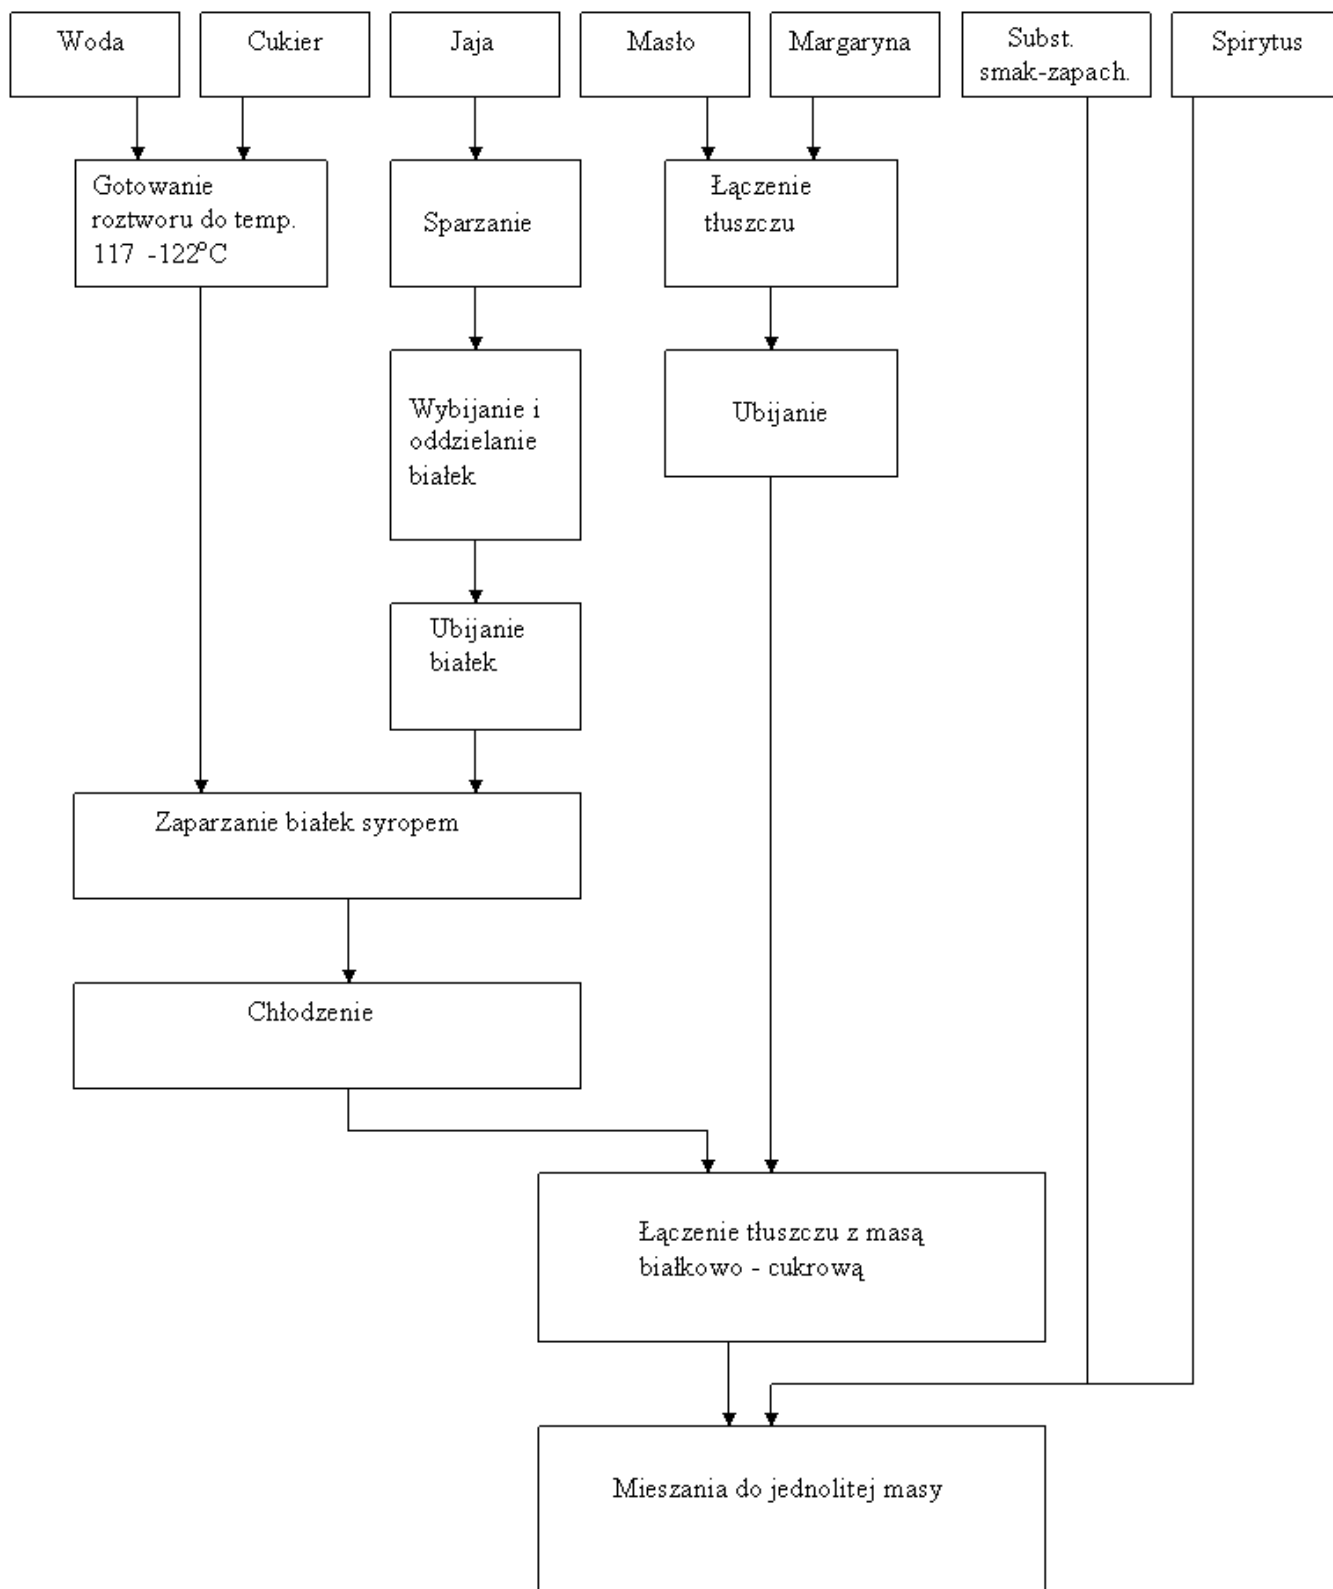 Woda
Cukier
Jaja
Masło
Margaryna
Subst.
smak-zapach.
Spirytus
Gotowanie
roztworu do temp.
117 -122°C
Sparzanie
Łączenie
tłuszczu
Wybijanie i
oddzielanie
białek
Ubijanie
Ubijanie
białek
Zaparzanie białek syropem
Chłodzenie
Łączenie tłuszczu z masą
białkowo - cukrową
Mieszania do jednolitej masy